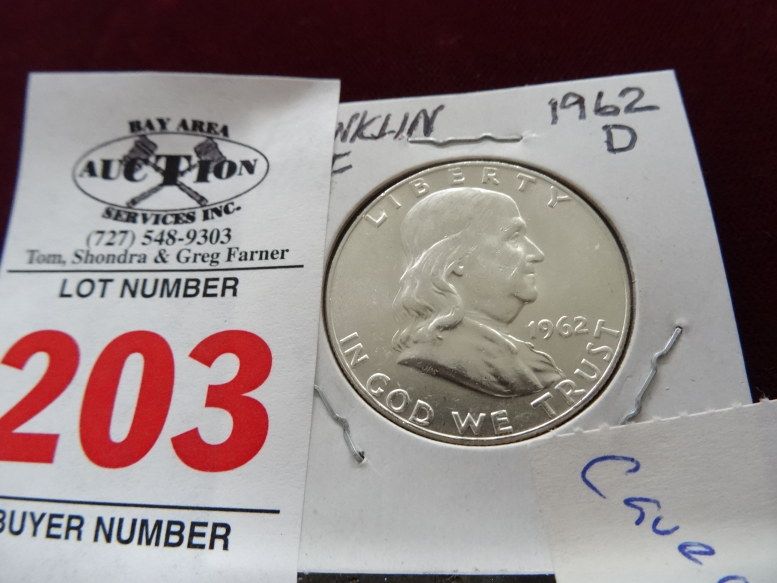 BAY AREA
AUCTION
SERVICES INC.
(727) 548-9303
Tom, Shondra & Greg Farner
LOT NUMBER
203
BUYER NUMBER
NKLIN
1962
D
LIBERTY
1962
IN GOD WE TRUST